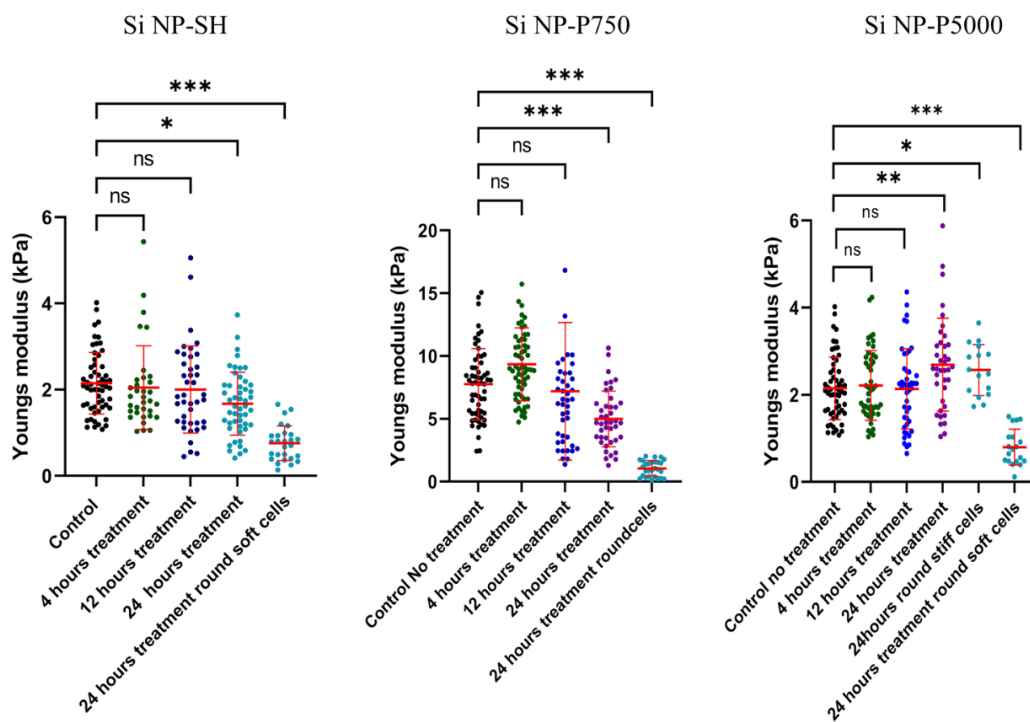 Si NP-SH
***
*
ns
ns
Youngs modulus (kPa)
6
4
2
0
Control
4 hours treatment
12 hours treatment
24 hours treatment
24 hours treatment round soft cells
Si NP-P750
***
***
ns
ns
Youngs modulus (kPa)
20
15
10
5
0
Control No treatment
4 hours treatment
12 hours treatment
24 hours treatment
24 hours treatment roundcells
Si NP-P5000
***
*
**
ns
ns
Youngs modulus (kPa)
6
4
2
0
Control no treatment
4 hours treatment
12 hours treatment
24 hours treatment
24hours round stiff cells
24 hours treatment round soft cells